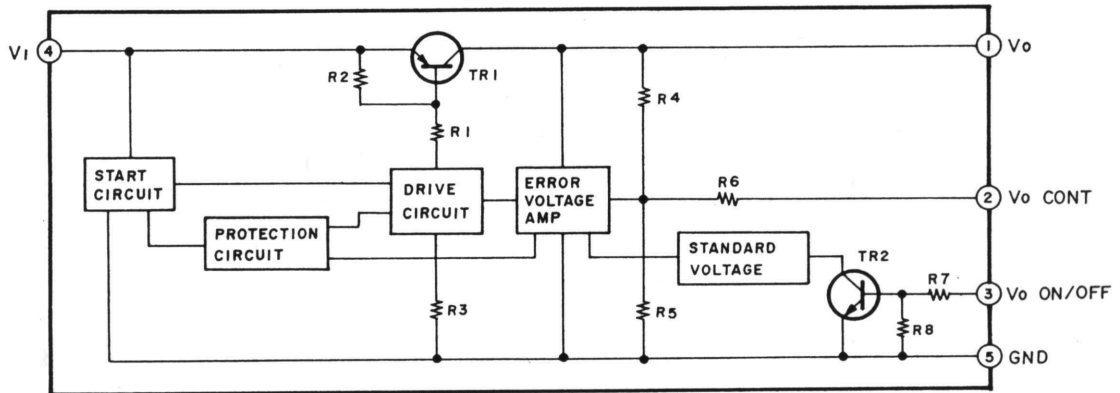 VI 4
1 Vo
R2
TR1
R4
R1
START
CIRCUIT
DRIVE
CIRCUIT
ERROR
VOLTAGE
AMP
R6
2 Vo CONT
PROTECTION
CIRCUIT
STANDARD
VOLTAGE
TR2
R7
3 Vo ON/OFF
R3
R5
R8
5 GND